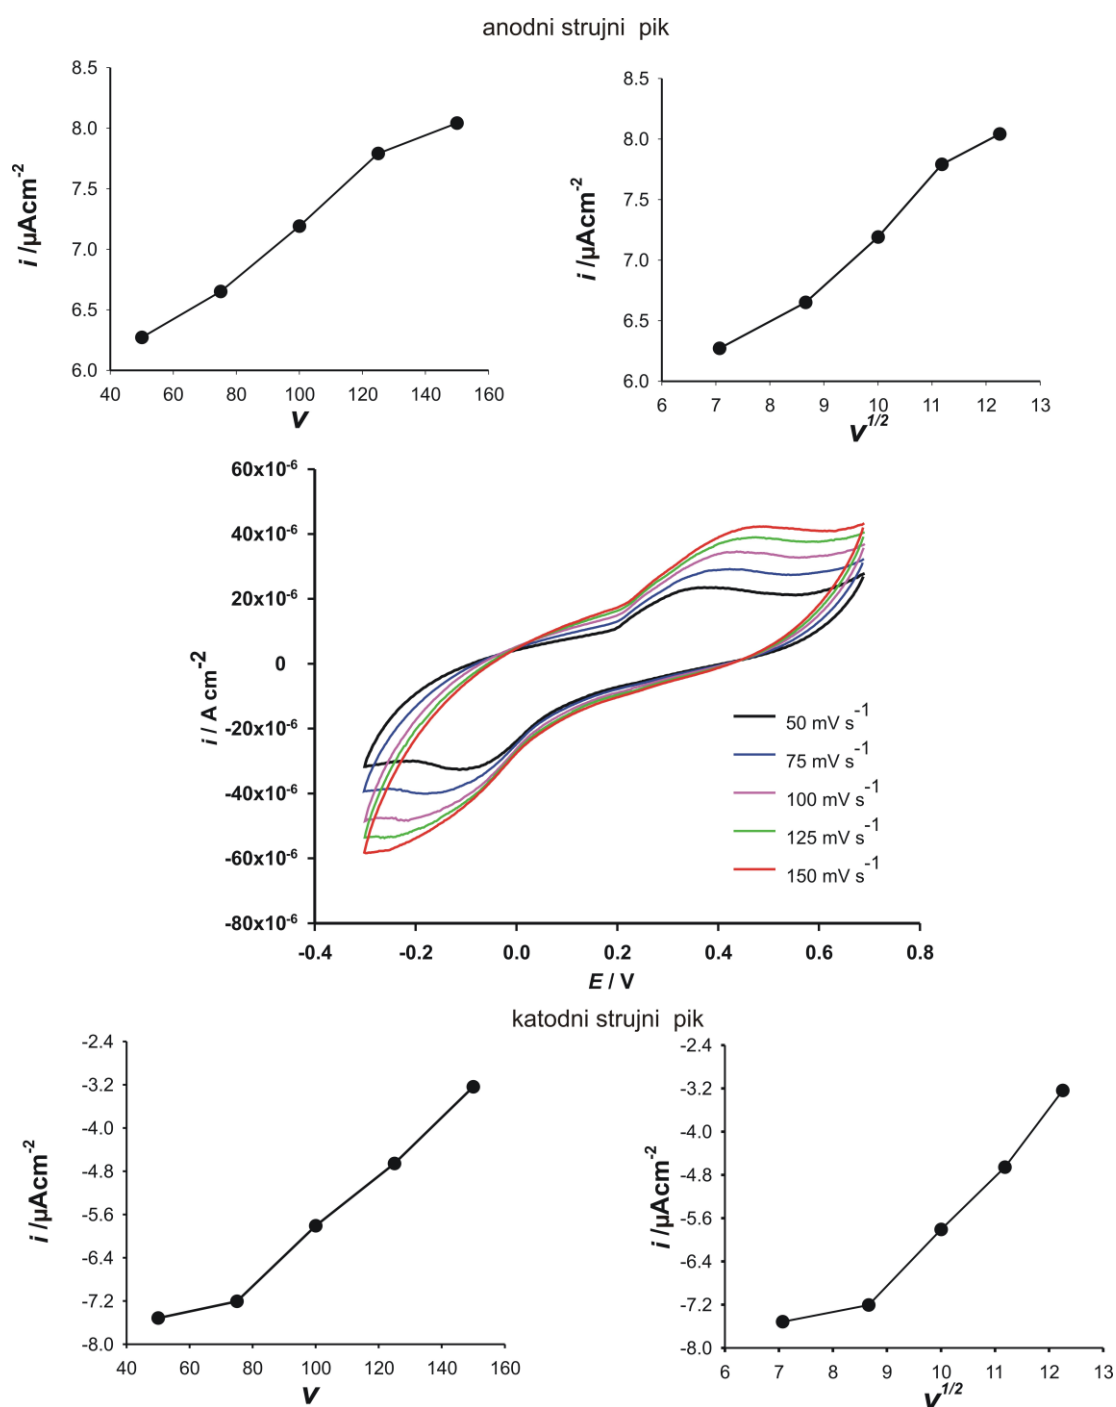 anodni strujni pik
8.5
8.0
7.5
7.0
6.5
6.0
40 60 80 100 120 140 160
i /µAcm-2
V
8.5
8.0
7.5
7.0
6.5
6.0
6 7 8 9 10 11 12 13
i /µAcm-2
V1/2
60x10-6
40x10-6
20x10-6
0
-20x10-6
-40x10-6
-60x10-6
-80x10-6
-0.4 -0.2 0.0 0.2 0.4 0.6 0.8
i / A cm-2
E / V
50 mV s-1
75 mV s-1
100 mV s-1
125 mV s-1
150 mV s-1
katodni strujni pik
-2.4
-3.2
-4.0
-4.8
-5.6
-6.4
-7.2
-8.0
40 60 80 100 120 140 160
i /µAcm-2
V
-2.4
-3.2
-4.0
-4.8
-5.6
-6.4
-7.2
-8.0
6 7 8 9 10 11 12 13
i /µAcm-2
V1/2